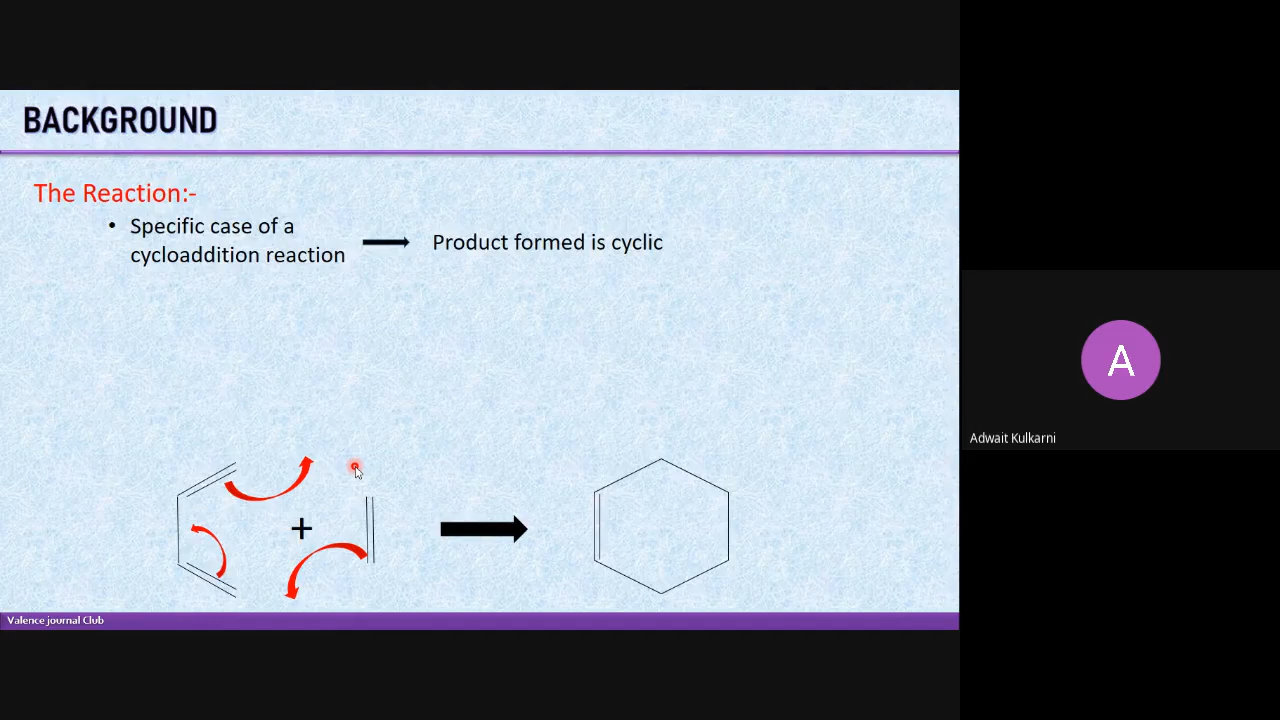 BACKGROUND
The Reaction:-
• Specific case of a
cycloaddition reaction
Product formed is cyclic
+
Valence journal Club
A
Adwait Kulkarni